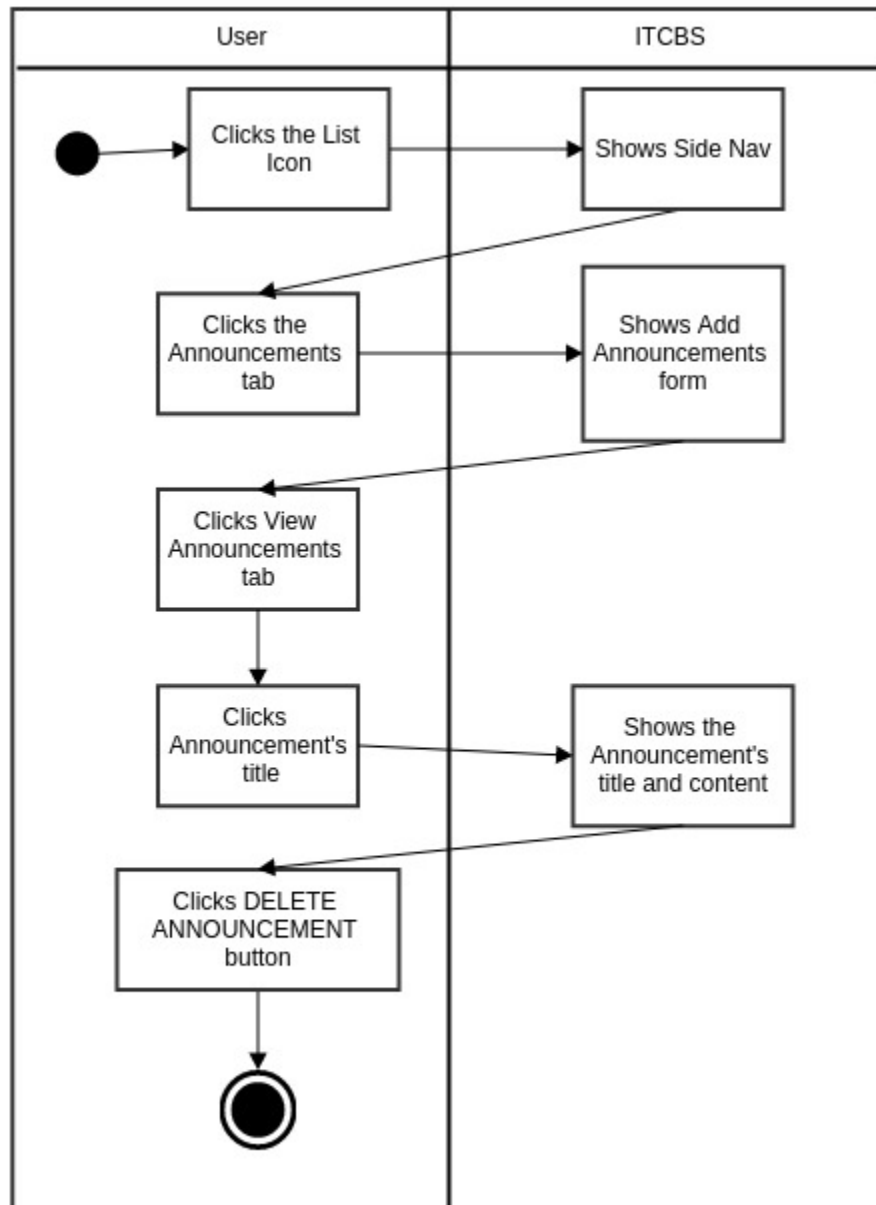 User
ITCBS
Clicks the List
Icon
Shows Side Nav
Clicks the
Announcements
tab
Shows Add
Announcements
form
Clicks View
Announcements
tab
Clicks
Announcement's
title
Shows the
Announcement's
title and content
Clicks DELETE
ANNOUNCEMENT
button